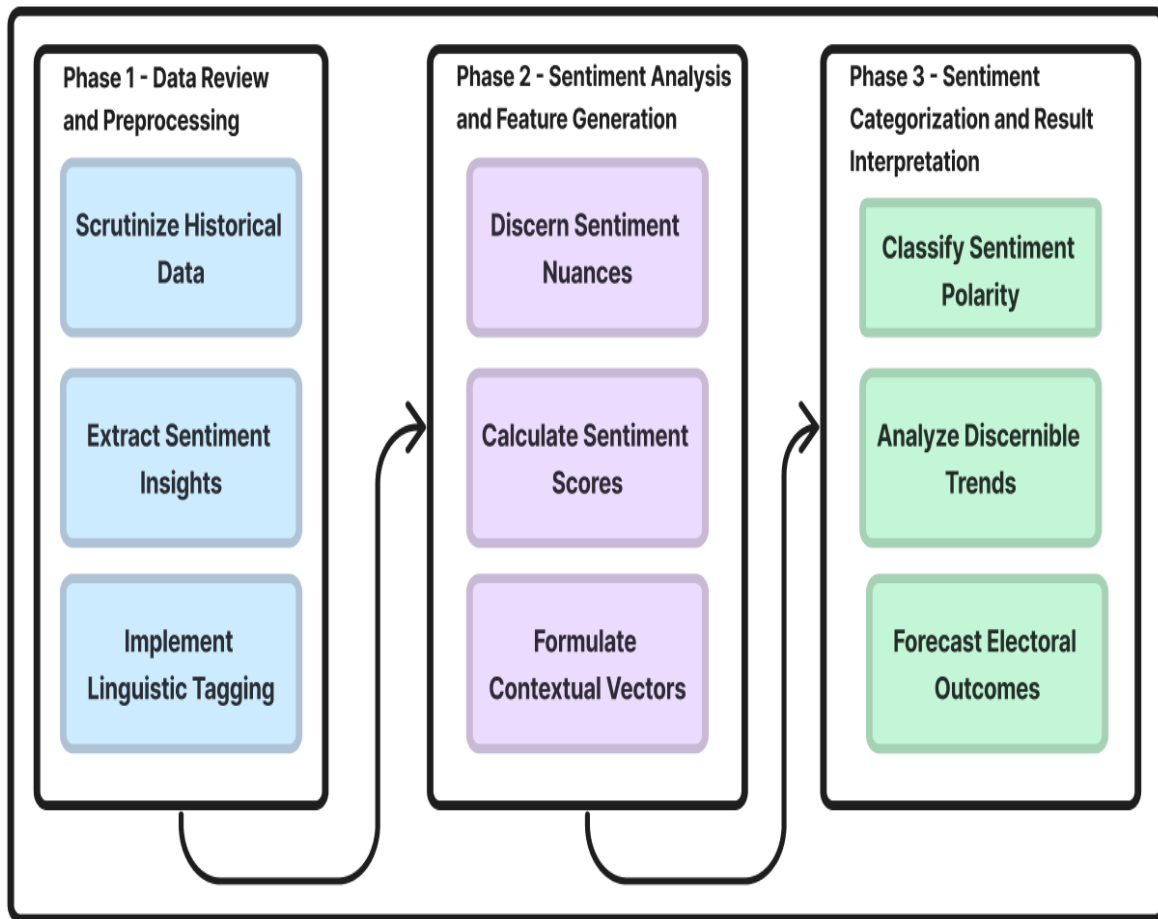 Phase 1 - Data Review
and Preprocessing
Scrutinize Historical
Data
Extract Sentiment
Insights
Implement
Linguistic Tagging
Phase 2 - Sentiment Analysis
and Feature Generation
Discern Sentiment
Nuances
Calculate Sentiment
Scores
Formulate
Contextual Vectors
Phase 3 - Sentiment
Categorization and Result
Interpretation
Classify Sentiment
Polarity
Analyze Discernible
Trends
Forecast Electoral
Outcomes